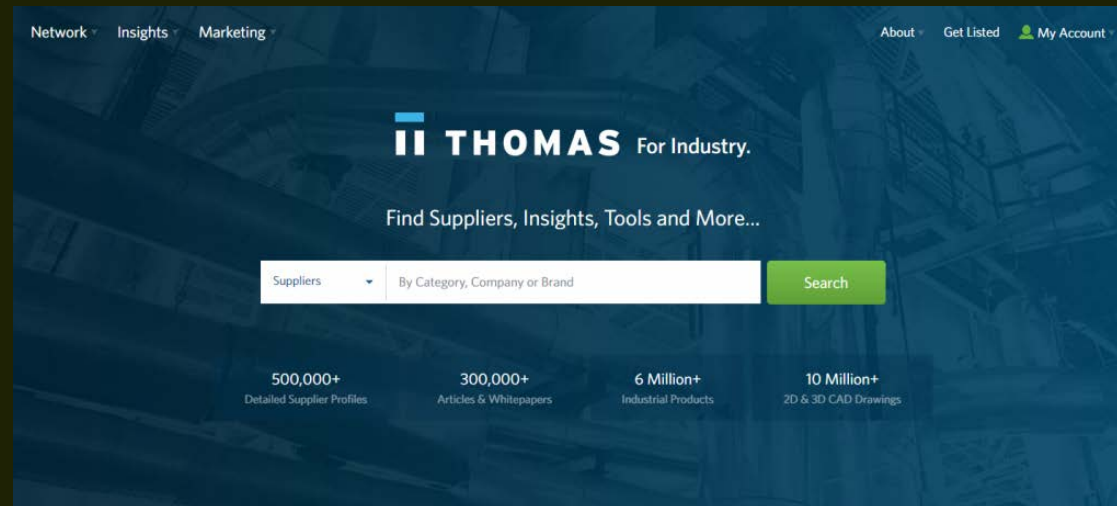 Network Insights Marketing About Get Listed My Account
THOMAS For Industry.
Find Suppliers, Insights, Tools and More...
Suppliers By Category, Company or Brand Search
500,000+ 300,000+ 6 Million+ 10 Million+
Detailed Supplier Profiles Articles & Whitepapers Industrial Products 2D & 3D CAD Drawings